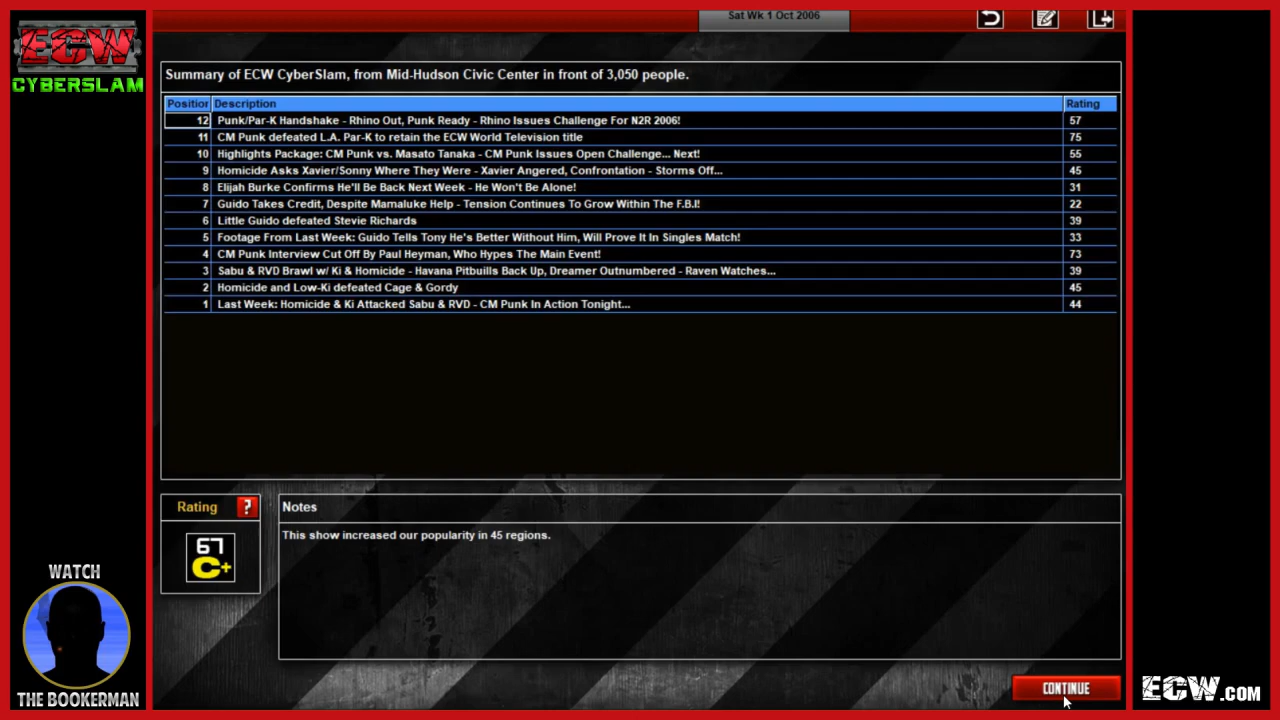 ECW
CYBERSLAM
Sat Wk 1 Oct 2006
Summary of ECW CyberSlam, from Mid-Hudson Civic Center in front of 3,050 people.
Position Description Rating
12 Punk/Par-K Handshake - Rhino Out, Punk Ready - Rhino Issues Challenge For N2R 2006! 57
11 CM Punk defeated L.A. Par-K to retain the ECW World Television title 75
10 Highlights Package: CM Punk vs. Masato Tanaka - CM Punk Issues Open Challenge... Next! 55
9 Homicide Asks Xavier/Sonny Where They Were - Xavier Angered, Confrontation - Storms Off... 45
8 Elijah Burke Confirms He'll Be Back Next Week - He Won't Be Alone! 31
7 Guido Takes Credit, Despite Mamaluke Help - Tension Continues To Grow Within The F.B.I! 22
6 Little Guido defeated Stevie Richards 39
5 Footage From Last Week: Guido Tells Tony He's Better Without Him, Will Prove It In Singles Match! 33
4 CM Punk Interview Cut Off By Paul Heyman, Who Hypes The Main Event! 73
3 Sabu & RVD Brawl w/ Ki & Homicide - Havana Pitbuills Back Up, Dreamer Outnumbered - Raven Watches... 39
2 Homicide and Low-Ki defeated Cage & Gordy 45
1 Last Week: Homicide & Ki Attacked Sabu & RVD - CM Punk In Action Tonight... 44
Rating ?
67
C+
Notes
This show increased our popularity in 45 regions.
WATCH
THE BOOKERMAN
CONTINUE
ECW.COM